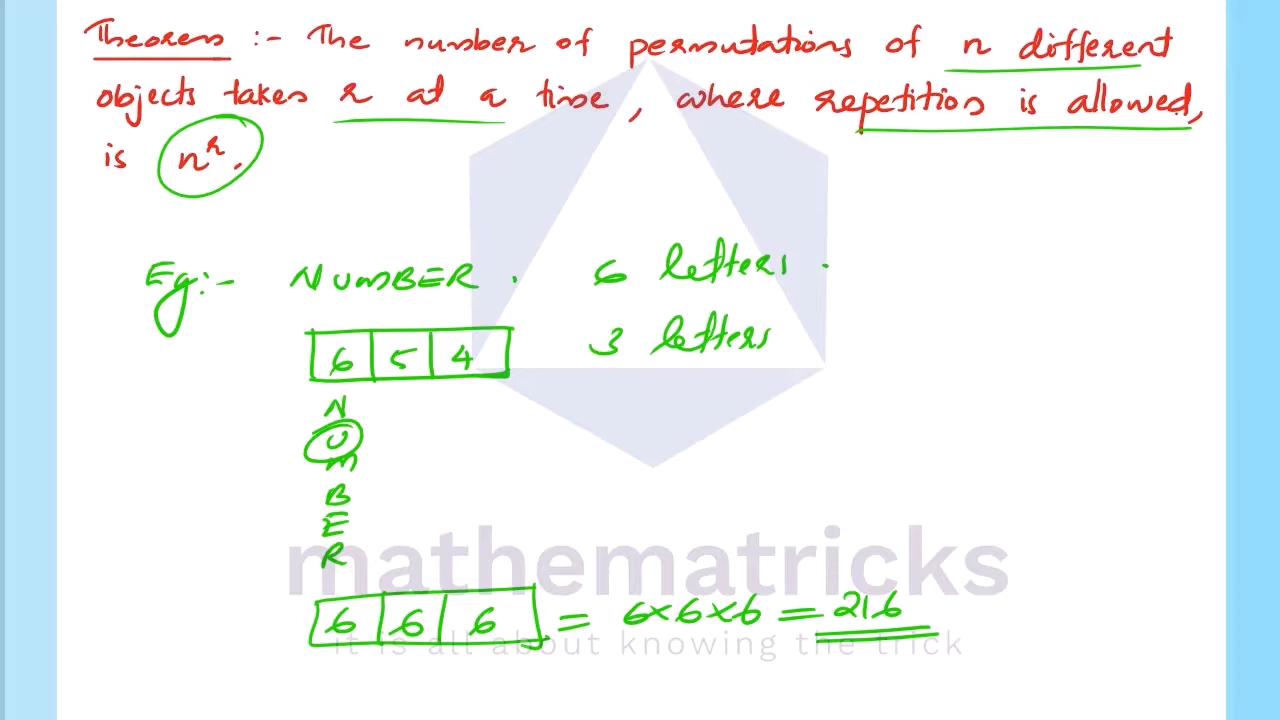 Theorem :- The number of permutations of n different
objects taken r at a time, where repetition is allowed,
is nʳ.
Eg:- NUMBER. 6 letters.
6 5 4 3 letters
N
U
M
B
E
R
mathematricks
6 6 6 = 6×6×6 = 216
it is all about knowing the trick